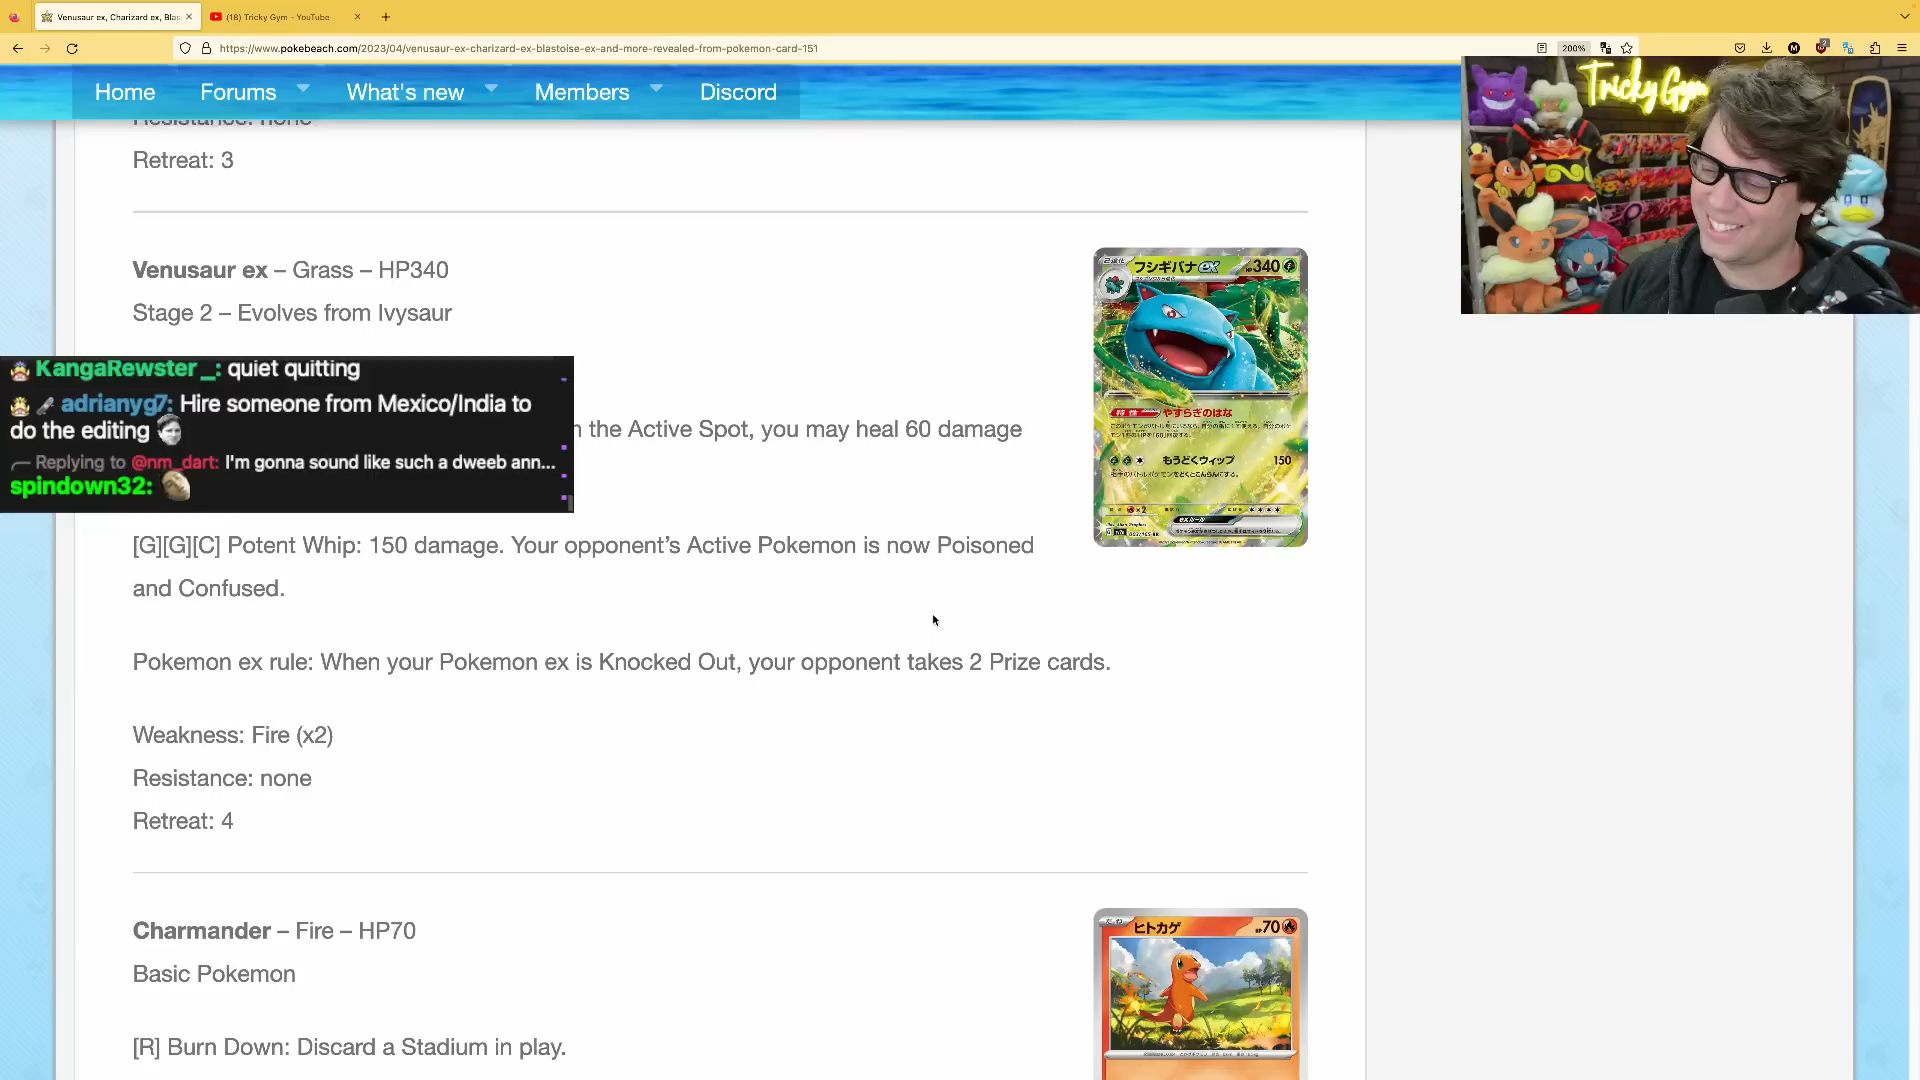 Venusaur ex, Charizard ex, Blas
(18) Tricky Gym - YouTube
https://www.pokebeach.com/2023/04/venusaur-ex-charizard-ex-blastoise-ex-and-more-revealed-from-pokemon-card-151
200%
Home
Forums
What's new
Members
Discord
Tricky Gym
Resistance: none
Retreat: 3
Venusaur ex – Grass – HP340
Stage 2 – Evolves from Ivysaur
KangaRewster_: quiet quitting
adrianyg7: Hire someone from Mexico/India to
do the editing
Replying to @nm_dart: I'm gonna sound like such a dweeb ann...
spindown32:
the Active Spot, you may heal 60 damage
[G][G][C] Potent Whip: 150 damage. Your opponent’s Active Pokemon is now Poisoned
and Confused.
Pokemon ex rule: When your Pokemon ex is Knocked Out, your opponent takes 2 Prize cards.
Weakness: Fire (x2)
Resistance: none
Retreat: 4
フシギバナex
340
特性 やすらぎのはな
もうどくウィップ 150
Charmander – Fire – HP70
Basic Pokemon
[R] Burn Down: Discard a Stadium in play.
ヒトカゲ
HP70